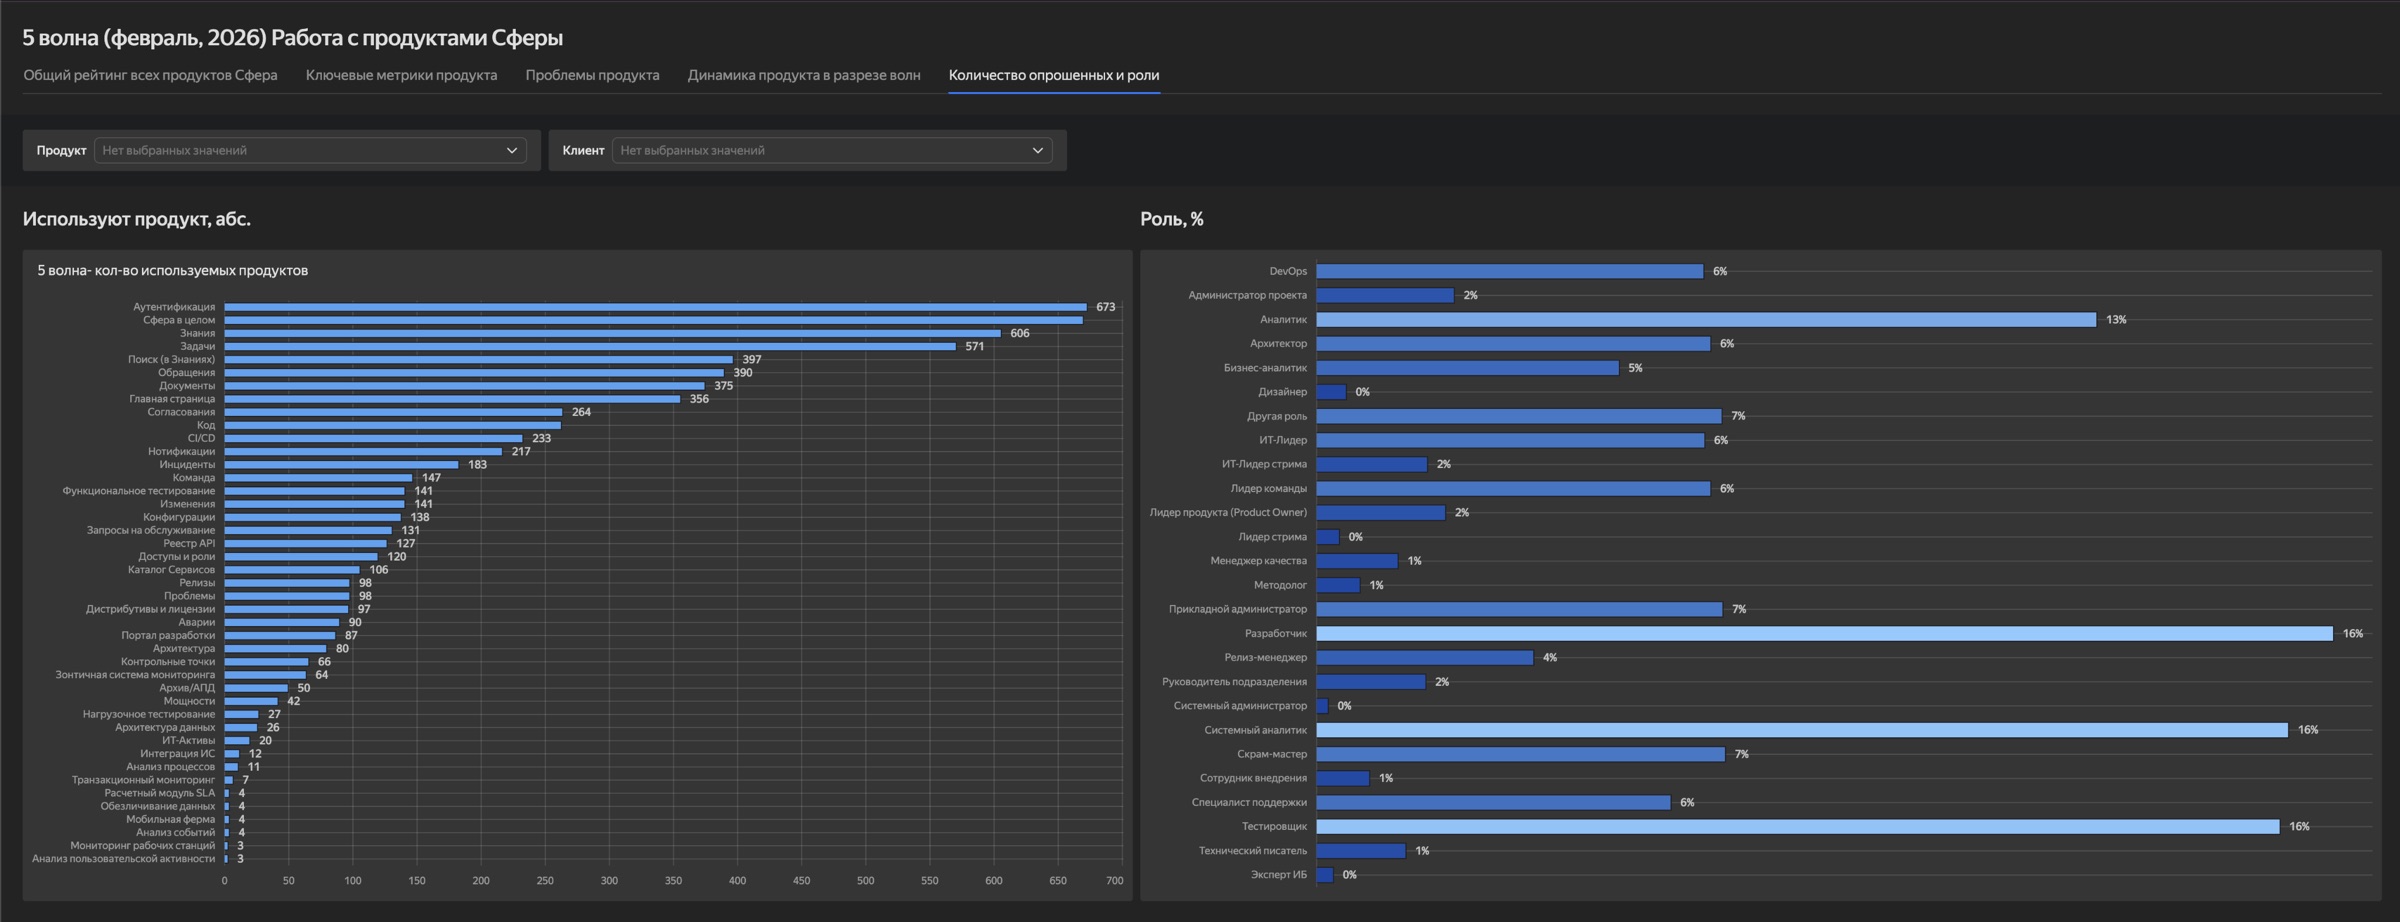 5 волна (февраль, 2026) Работа с продуктами Сферы
Общий рейтинг всех продуктов Сфера Ключевые метрики продукта Проблемы продукта Динамика продукта в разрезе волн Количество опрошенных и роли
Продукт Нет выбранных значений Клиент Нет выбранных значений
Используют продукт, абс.
5 волна- кол-во используемых продуктов
Аутентификация 673
Сфера в целом
Знания 606
Задачи 571
Поиск (в Знаниях) 397
Обращения 390
Документы 375
Главная страница 356
Согласования 264
Код
CI/CD 233
Нотификации 217
Инциденты 183
Команда 147
Функциональное тестирование 141
Изменения 141
Конфигурации 138
Запросы на обслуживание 131
Реестр API 127
Доступы и роли 120
Каталог Сервисов 106
Релизы 98
Проблемы 98
Дистрибутивы и лицензии 97
Аварии 90
Портал разработки 87
Архитектура 80
Контрольные точки 66
Зонтичная система мониторинга 64
Архив/АПД 50
Мощности 42
Нагрузочное тестирование 27
Архитектура данных 26
ИТ-Активы 20
Интеграция ИС 12
Анализ процессов 11
Транзакционный мониторинг 7
Расчетный модуль SLA 4
Обезличивание данных 4
Мобильная ферма 4
Анализ событий 4
Мониторинг рабочих станций 3
Анализ пользовательской активности 3
0 50 100 150 200 250 300 350 400 450 500 550 600 650 700
Роль, %
DevOps 6%
Администратор проекта 2%
Аналитик 13%
Архитектор 6%
Бизнес-аналитик 5%
Дизайнер 0%
Другая роль 7%
ИТ-Лидер 6%
ИТ-Лидер стрима 2%
Лидер команды 6%
Лидер продукта (Product Owner) 2%
Лидер стрима 0%
Менеджер качества 1%
Методолог 1%
Прикладной администратор 7%
Разработчик 16%
Релиз-менеджер 4%
Руководитель подразделения 2%
Системный администратор 0%
Системный аналитик 16%
Скрам-мастер 7%
Сотрудник внедрения 1%
Специалист поддержки 6%
Тестировщик 16%
Технический писатель 1%
Эксперт ИБ 0%